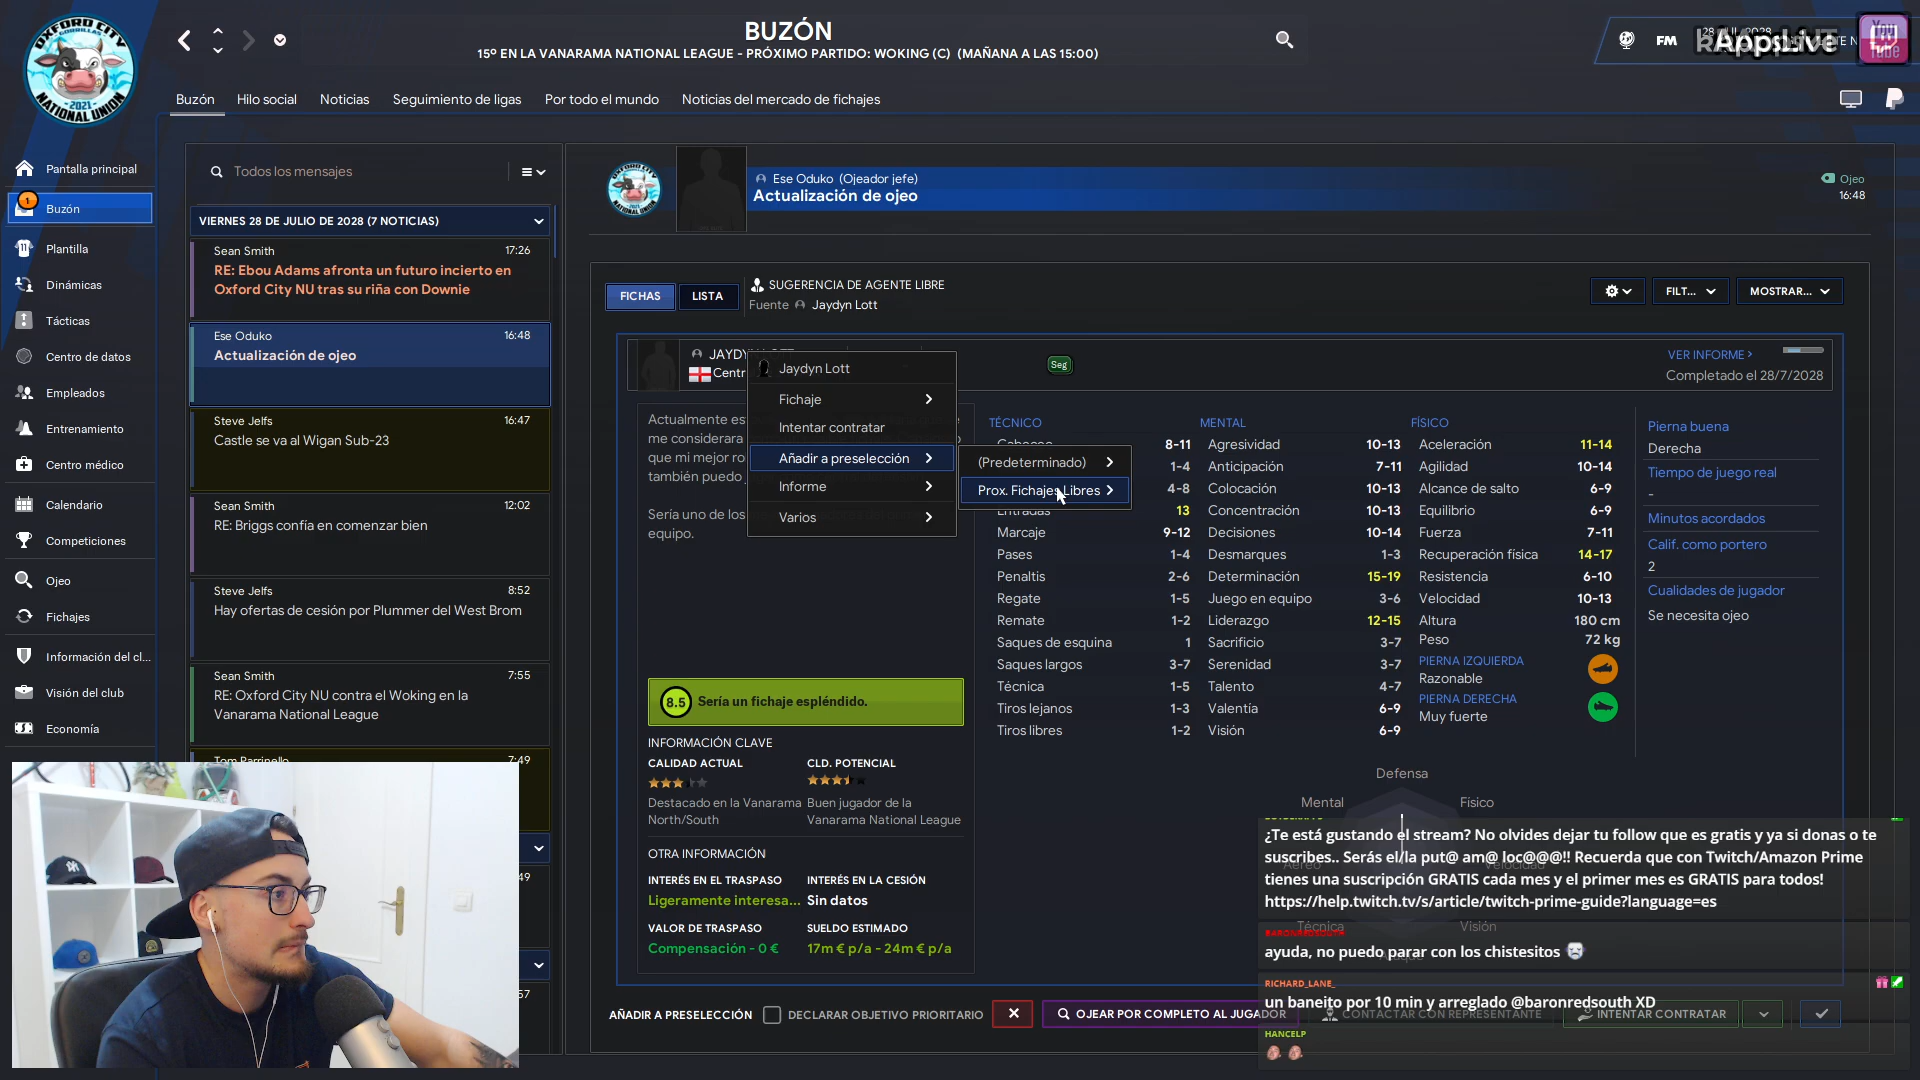 OXFORD CITY
GORRILLAS
- 2021 -
NATIONAL UNION
BUZÓN
15º EN LA VANARAMA NATIONAL LEAGUE - PRÓXIMO PARTIDO: WOKING (C) (MAÑANA A LAS 15:00)
FM
RAppsLive
You
Tube
Buzón
Hilo social
Noticias
Seguimiento de ligas
Por todo el mundo
Noticias del mercado de fichajes
Pantalla principal
1
Buzón
Plantilla
Dinámicas
Tácticas
Centro de datos
Empleados
Entrenamiento
Centro médico
Calendario
Competiciones
Ojeo
Fichajes
Información del cl...
Visión del club
Economía
Todos los mensajes
VIERNES 28 DE JULIO DE 2028 (7 NOTICIAS)
Sean Smith 17:26
RE: Ebou Adams afronta un futuro incierto en
Oxford City NU tras su riña con Downie
Ese Oduko 16:48
Actualización de ojeo
Steve Jelfs 16:47
Castle se va al Wigan Sub-23
Sean Smith 12:02
RE: Briggs confía en comenzar bien
Steve Jelfs 8:52
Hay ofertas de cesión por Plummer del West Brom
Sean Smith 7:55
RE: Oxford City NU contra el Woking en la
Vanarama National League
Tom Parrinello 7:49
Ese Oduko (Ojeador jefe)
Actualización de ojeo
Ojeo
16:48
FICHAS
LISTA
SUGERENCIA DE AGENTE LIBRE
Fuente Jaydyn Lott
FILT...
MOSTRAR...
Centr
Seg
VER INFORME >
Completado el 28/7/2028
Jaydyn Lott
Fichaje
Intentar contratar
Añadir a preselección
Informe
Varios
(Predeterminado)
Prox. Fichajes Libres
Actualmente es
me considerara
que mi mejor ro
también puedo
Sería uno de los
equipo.
8.5 Sería un fichaje espléndido.
INFORMACIÓN CLAVE
CALIDAD ACTUAL
Destacado en la Vanarama
North/South
CLD. POTENCIAL
Buen jugador de la
Vanarama National League
OTRA INFORMACIÓN
INTERÉS EN EL TRASPASO
Ligeramente interesa...
INTERÉS EN LA CESIÓN
Sin datos
VALOR DE TRASPASO
Compensación - 0 €
SUELDO ESTIMADO
17m € p/a - 24m € p/a
TÉCNICO
Cabeceo 8-11
1-4
4-8
Entradas 13
Marcaje 9-12
Pases 1-4
Penaltis 2-6
Regate 1-5
Remate 1-2
Saques de esquina 1
Saques largos 3-7
Técnica 1-5
Tiros lejanos 1-3
Tiros libres 1-2
MENTAL
Agresividad 10-13
Anticipación 7-11
Colocación 10-13
Concentración 10-13
Decisiones 10-14
Desmarques 1-3
Determinación 15-19
Juego en equipo 3-6
Liderazgo 12-15
Sacrificio 3-7
Serenidad 3-7
Talento 4-7
Valentía 6-9
Visión 6-9
FÍSICO
Aceleración 11-14
Agilidad 10-14
Alcance de salto 6-9
Equilibrio 6-9
Fuerza 7-11
Recuperación física 14-17
Resistencia 6-10
Velocidad 10-13
Altura 180 cm
Peso 72 kg
PIERNA IZQUIERDA
Razonable
PIERNA DERECHA
Muy fuerte
Pierna buena
Derecha
Tiempo de juego real
-
Minutos acordados
Calif. como portero
2
Cualidades de jugador
Se necesita ojeo
Defensa
Mental
Físico
Aéreo
Velocidad
Técnica
Visión
¿Te está gustando el stream? No olvides dejar tu follow que es gratis y ya si donas o te
suscribes.. Serás el/la put@ am@ loc@@@!! Recuerda que con Twitch/Amazon Prime
tienes una suscripción GRATIS cada mes y el primer mes es GRATIS para todos!
https://help.twitch.tv/s/article/twitch-prime-guide?language=es
BARONREDSOUTH
ayuda, no puedo parar con los chistesitos
RICHARD_LANE_
un baneito por 10 min y arreglado @baronredsouth XD
HANCELP
AÑADIR A PRESELECCIÓN
DECLARAR OBJETIVO PRIORITARIO
OJEAR POR COMPLETO AL JUGADOR
CONTACTAR CON REPRESENTANTE
INTENTAR CONTRATAR